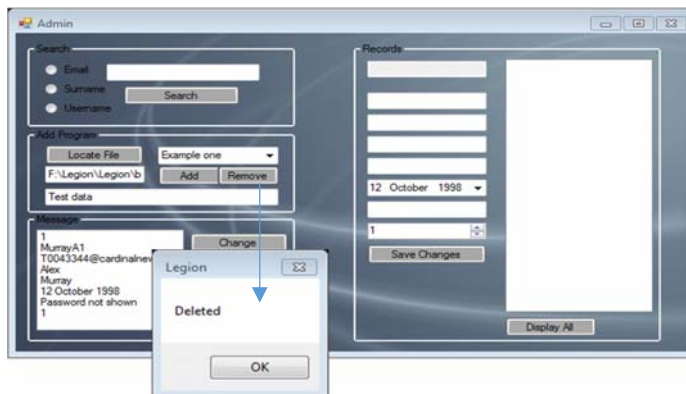 Admin
Search
Email
Surname
Search
Username
Add Program
Locate File
Example one
F:\Legion\Legion\b
Add
Remove
Test data
Message
1
MurrayA1
T0043344@cardinalnew
Alex
Murray
12 October 1998
Password not shown
1
Change
Legion
Deleted
OK
Records
12 October 1998
1
Save Changes
Display All